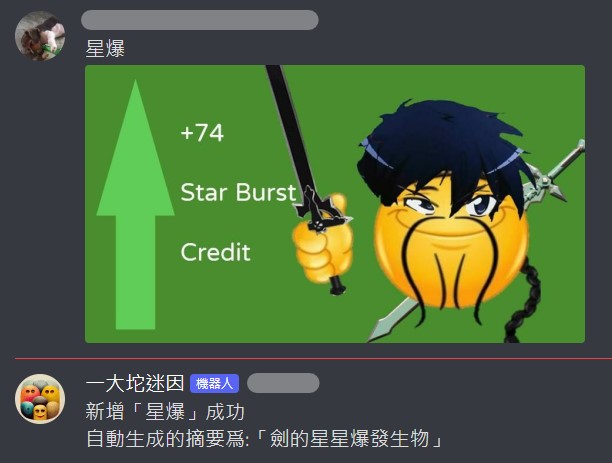 星爆
+74
Star Burst
Credit
一大坨迷因 機器人
新增「星爆」成功
自動生成的摘要爲:「劍的星星爆發生物」